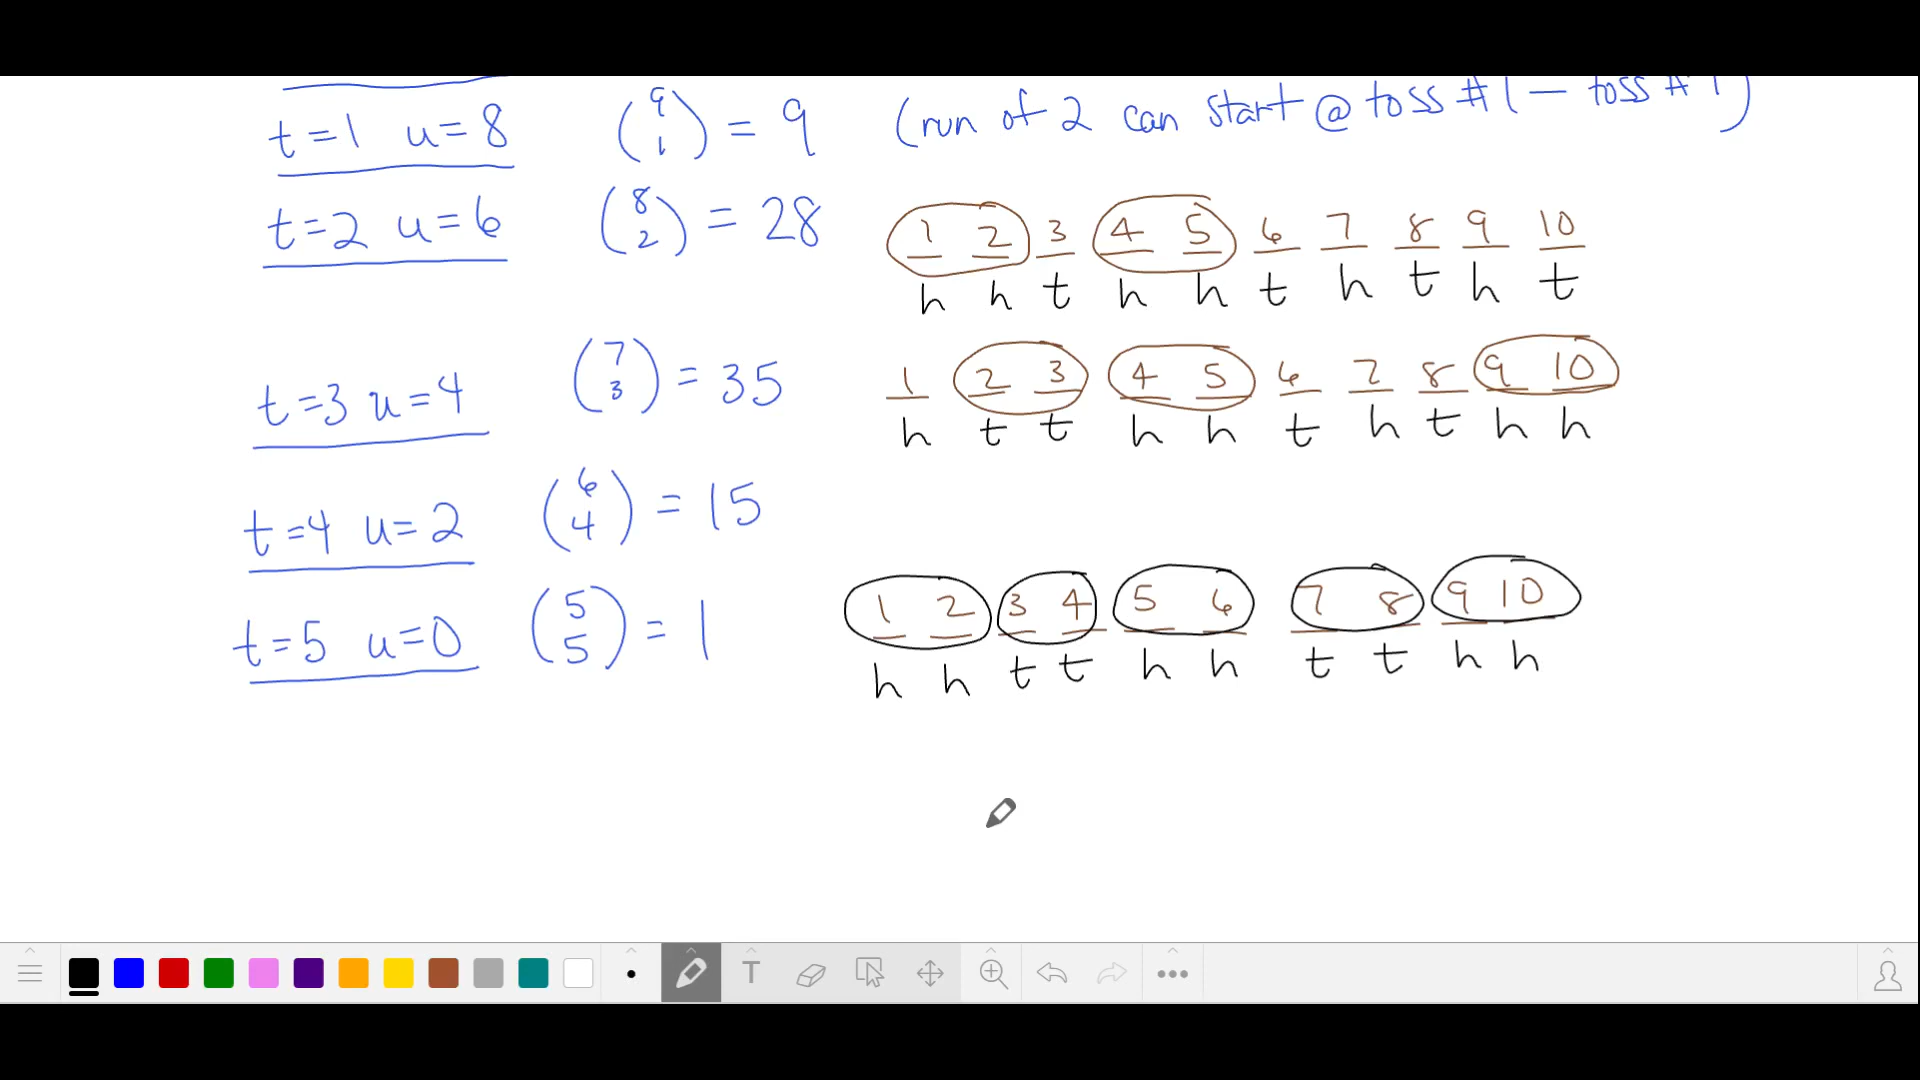 t=1 u=8 (9 1) = 9 (run of 2 can start @ toss #1 — toss #
t=2 u=6 (8 2) = 28
1 2 3 4 5 6 7 8 9 10
h h t h h t h t h t
t=3 u=4 (7 3) = 35
1 2 3 4 5 6 7 8 9 10
h t t h h t h t h h
t=4 u=2 (6 4) = 15
t=5 u=0 (5 5) = 1
1 2 3 4 5 6 7 8 9 10
h h t t h h t t h h
T